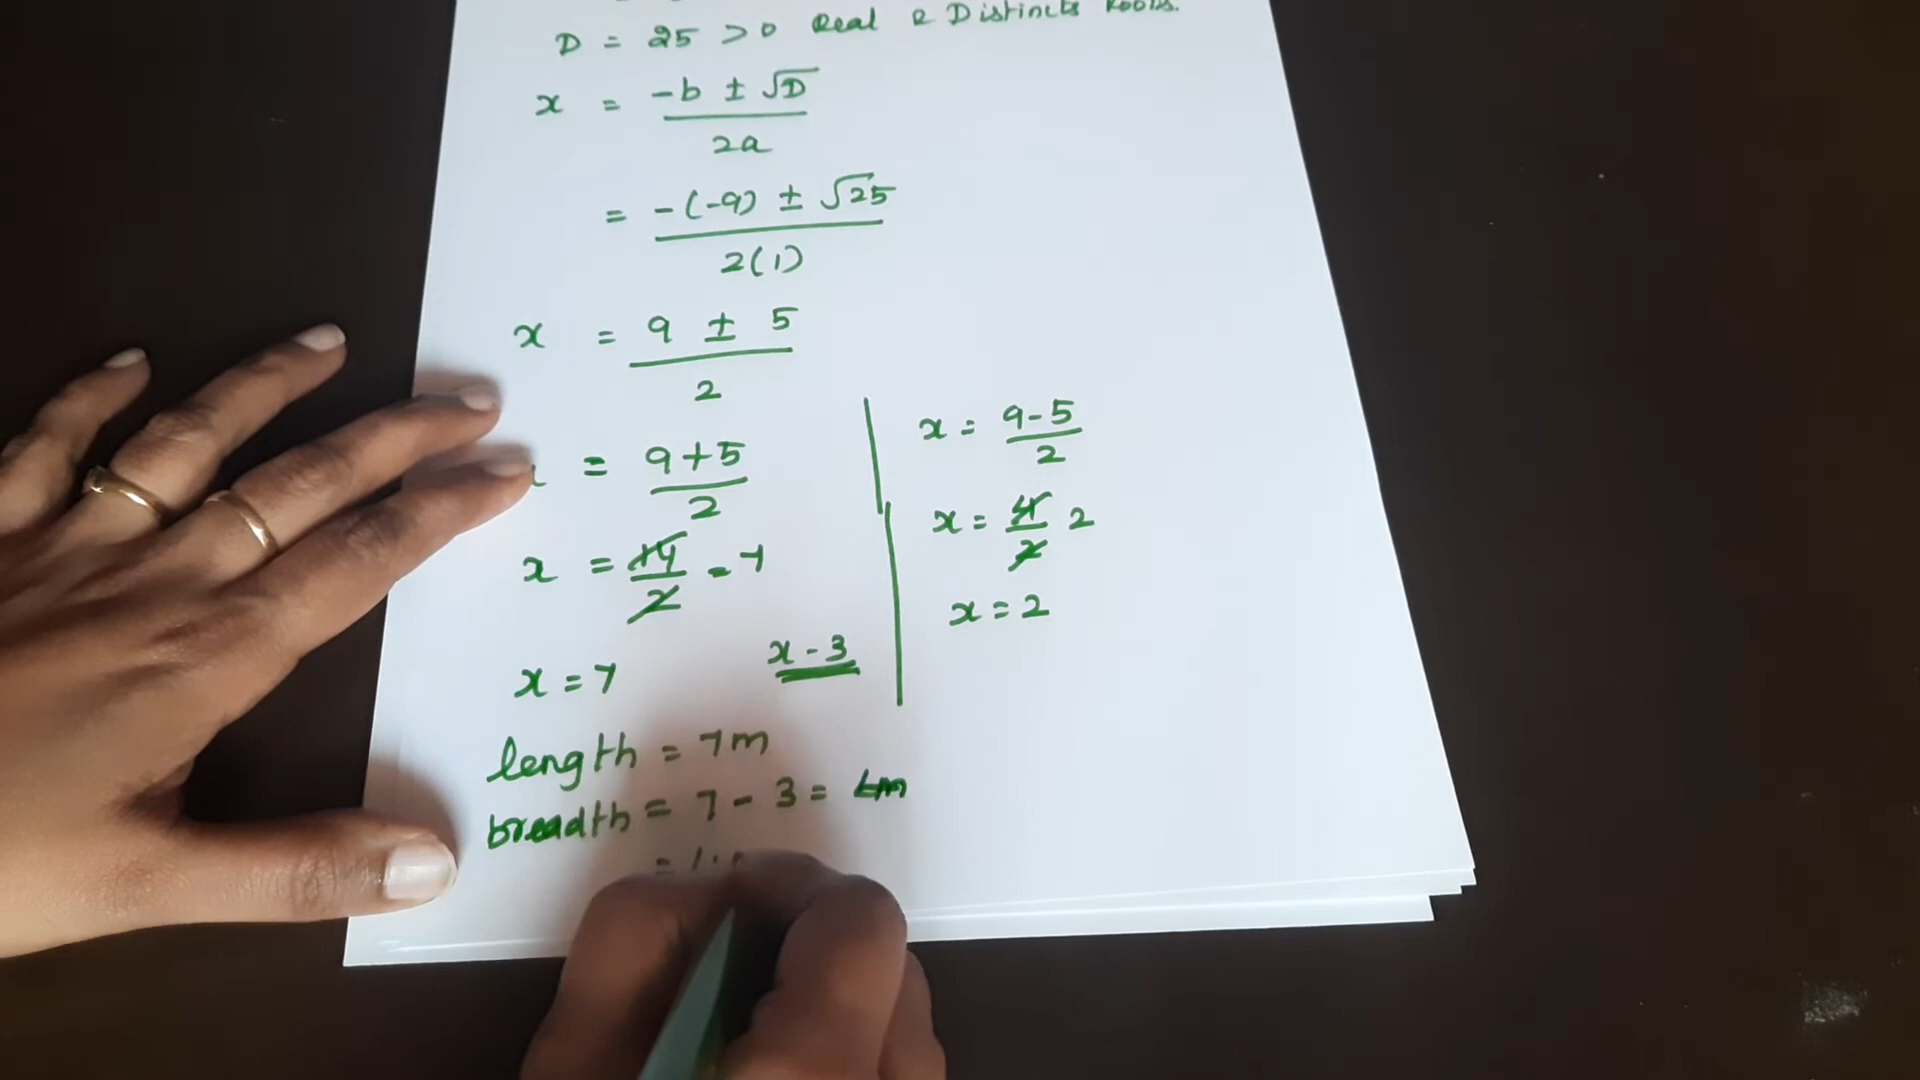 D = 25 > 0 Real & Distincts Roots.
x = -b ± √D / 2a
= -(-9) ± √25 / 2(1)
x = 9 ± 5 / 2
= 9+5 / 2
x = 14/2 = 7
x = 7
x - 3
x = 9-5 / 2
x = 4/2 2
x = 2
length = 7m
breadth = 7 - 3 = 4m
=